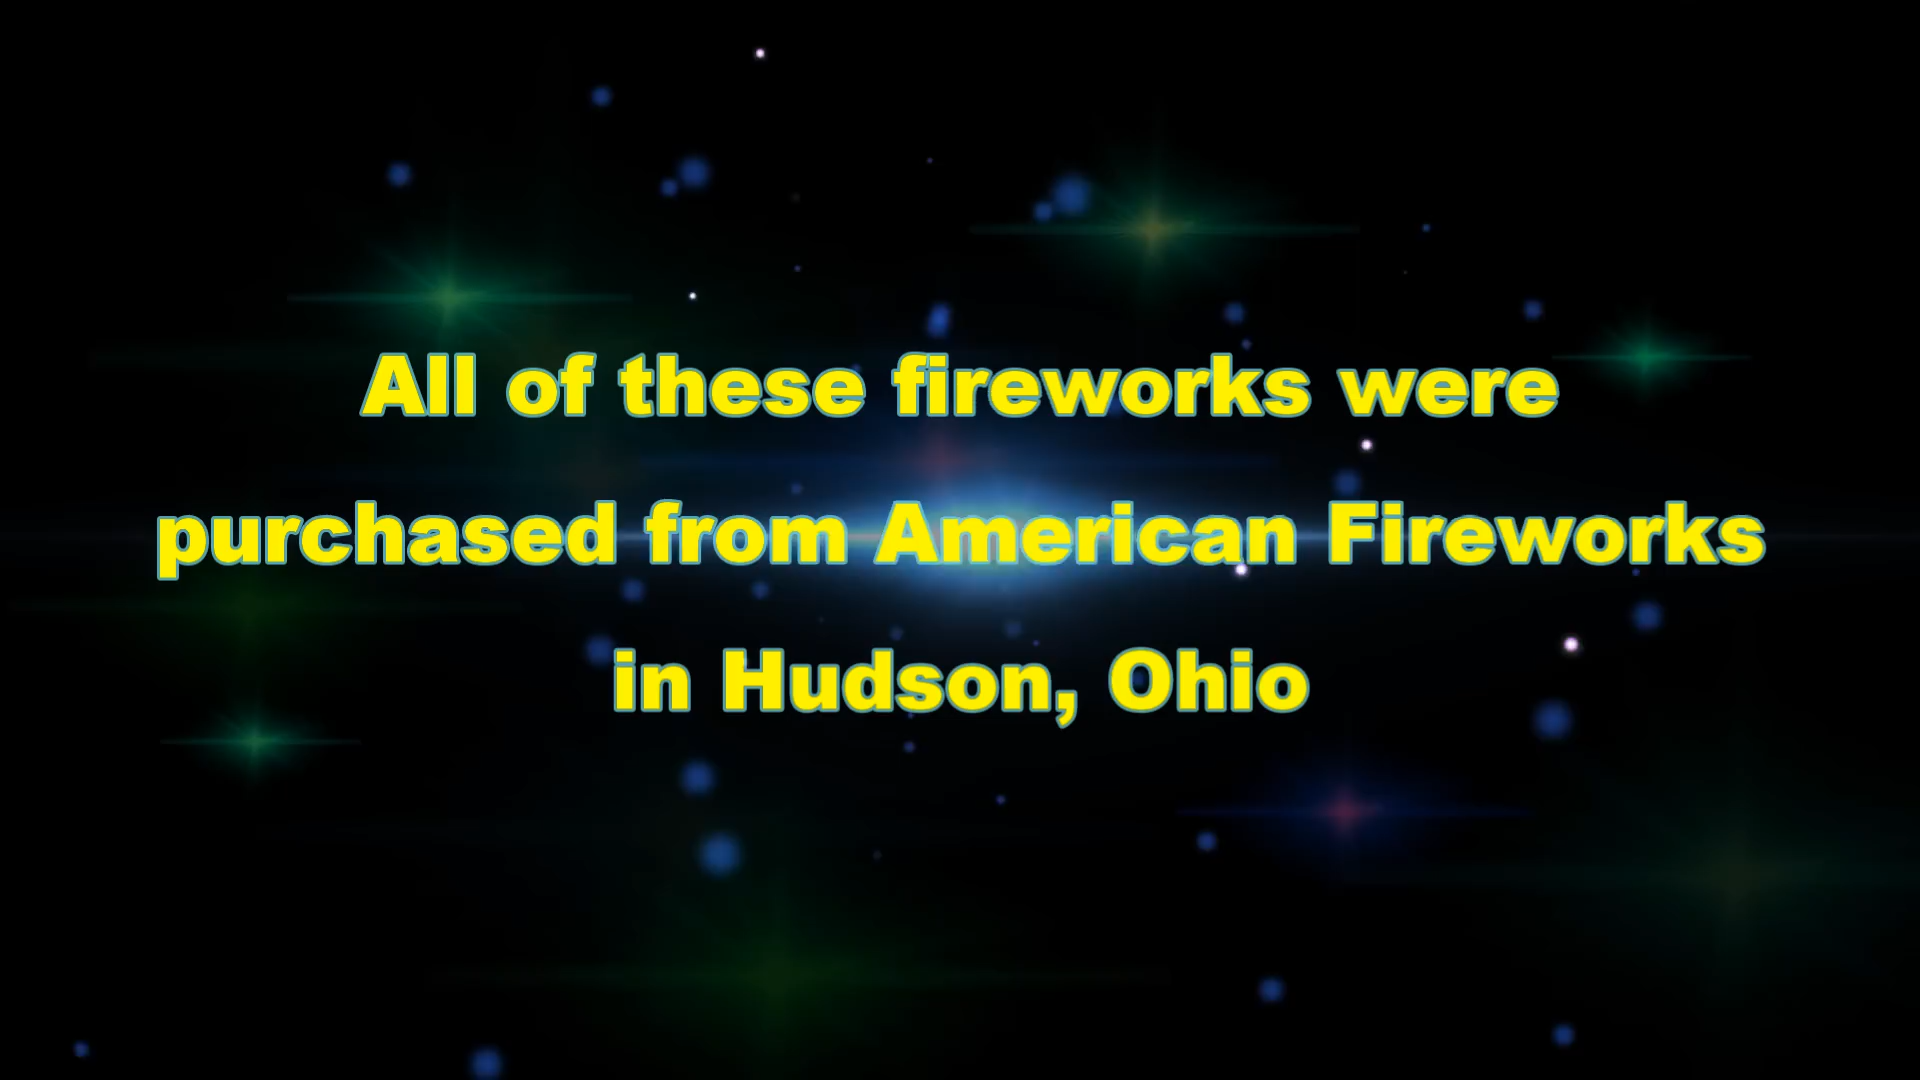 All of these fireworks were
purchased from American Fireworks
in Hudson, Ohio